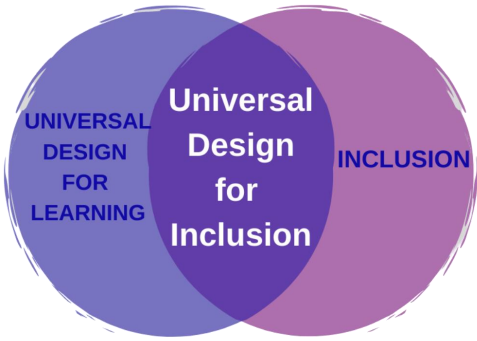 UNIVERSAL
DESIGN
FOR
LEARNING
Universal
Design
for
Inclusion
INCLUSION